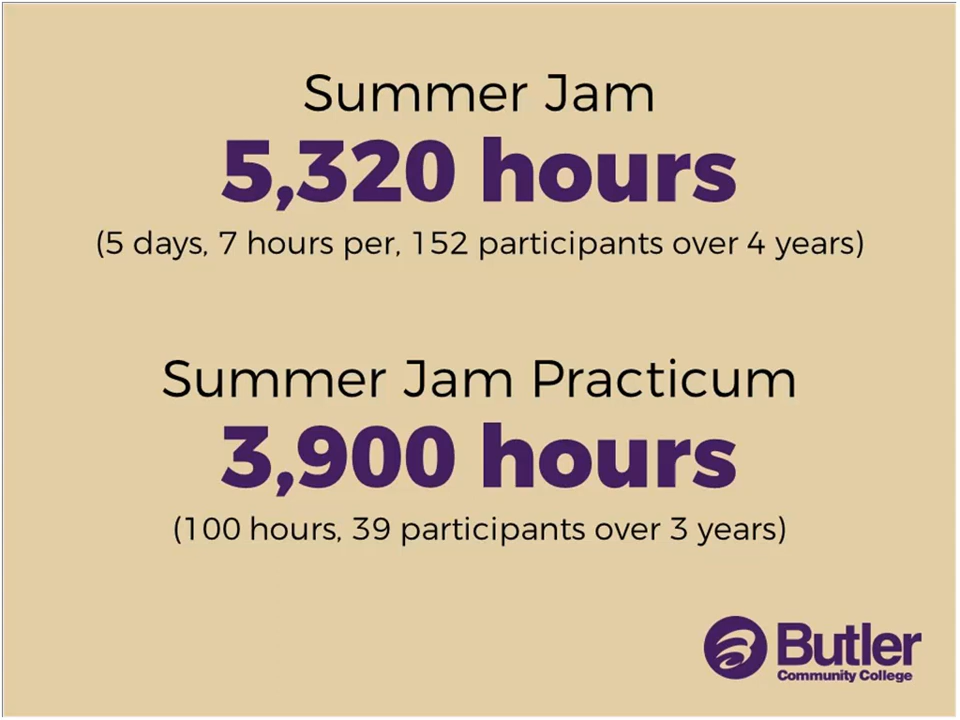 Summer Jam
5,320 hours
(5 days, 7 hours per, 152 participants over 4 years)
Summer Jam Practicum
3,900 hours
(100 hours, 39 participants over 3 years)
Butler
Community College